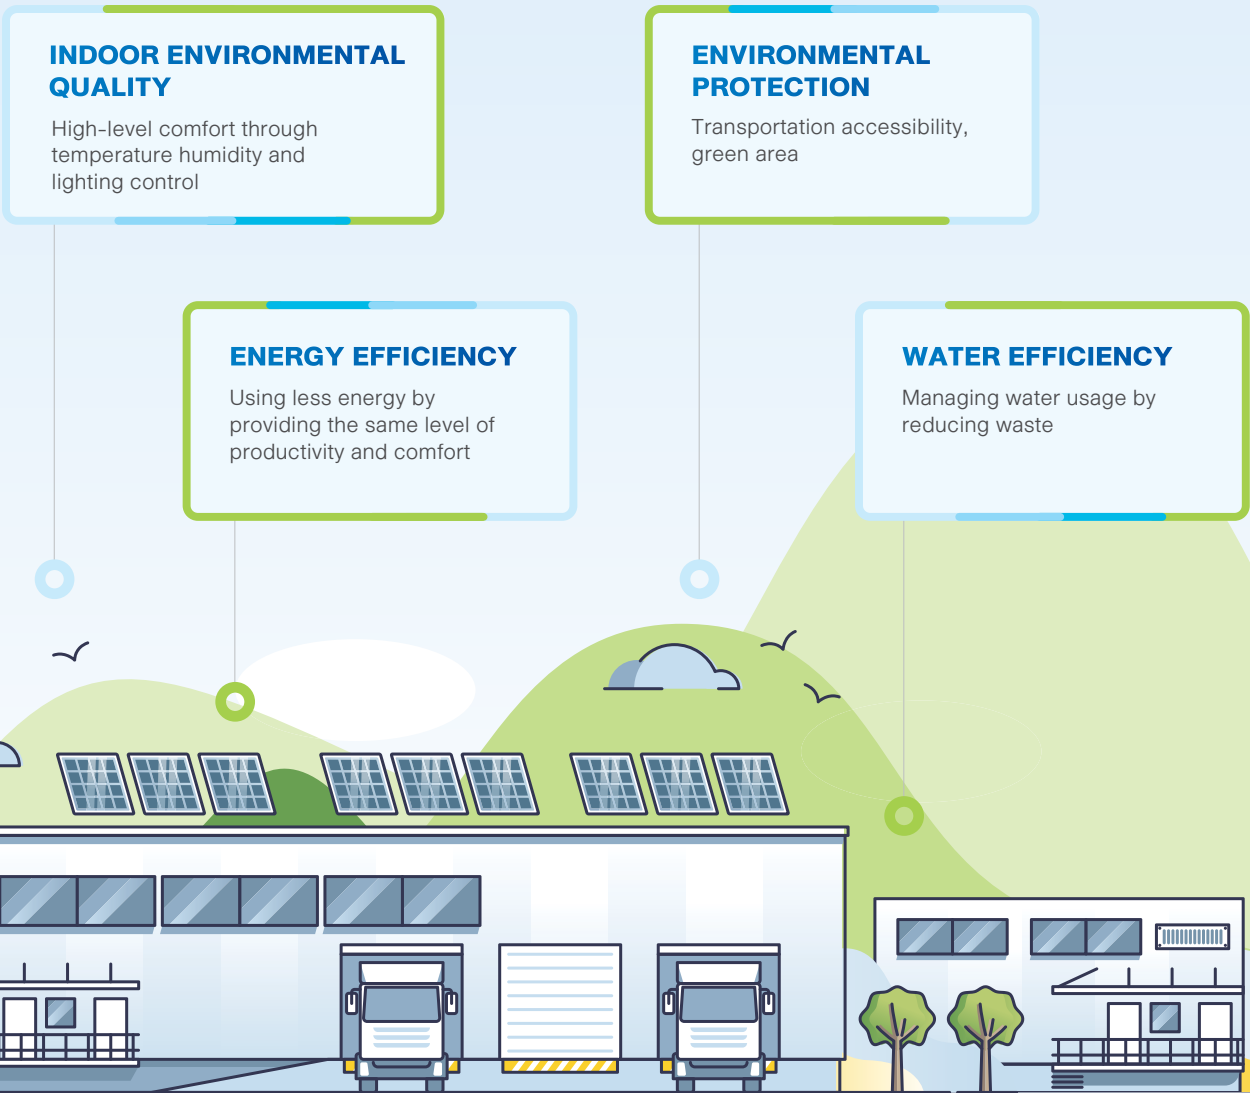 INDOOR ENVIRONMENTAL
QUALITY
High-level comfort through
temperature humidity and
lighting control
ENVIRONMENTAL
PROTECTION
Transportation accessibility,
green area
ENERGY EFFICIENCY
Using less energy by
providing the same level of
productivity and comfort
WATER EFFICIENCY
Managing water usage by
reducing waste